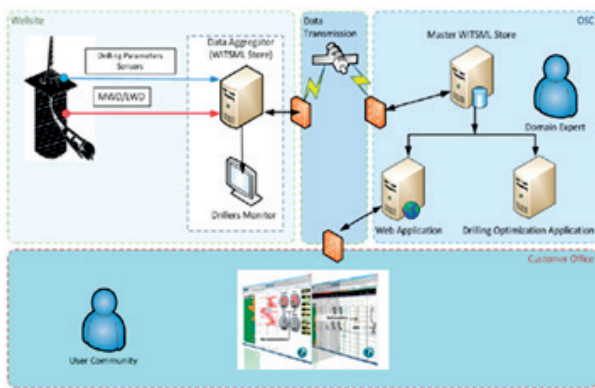 Wellsite
Drilling Parameters
Sensors
MWD/LWD
Data Aggregator
(WITSML Store)
Drillers Monitor
Data
Transmission
OSC
Master WITSML Store
Domain Expert
Web Application
Drilling Optimization Application
Customer Office
User Community